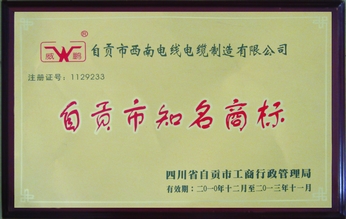 威鹏
自贡市西南电线电缆制造有限公司
注册证号：1129233
自贡市知名商标
四川省自贡市工商行政管理局
有效期：二〇一〇年十二月至二〇一三年十一月